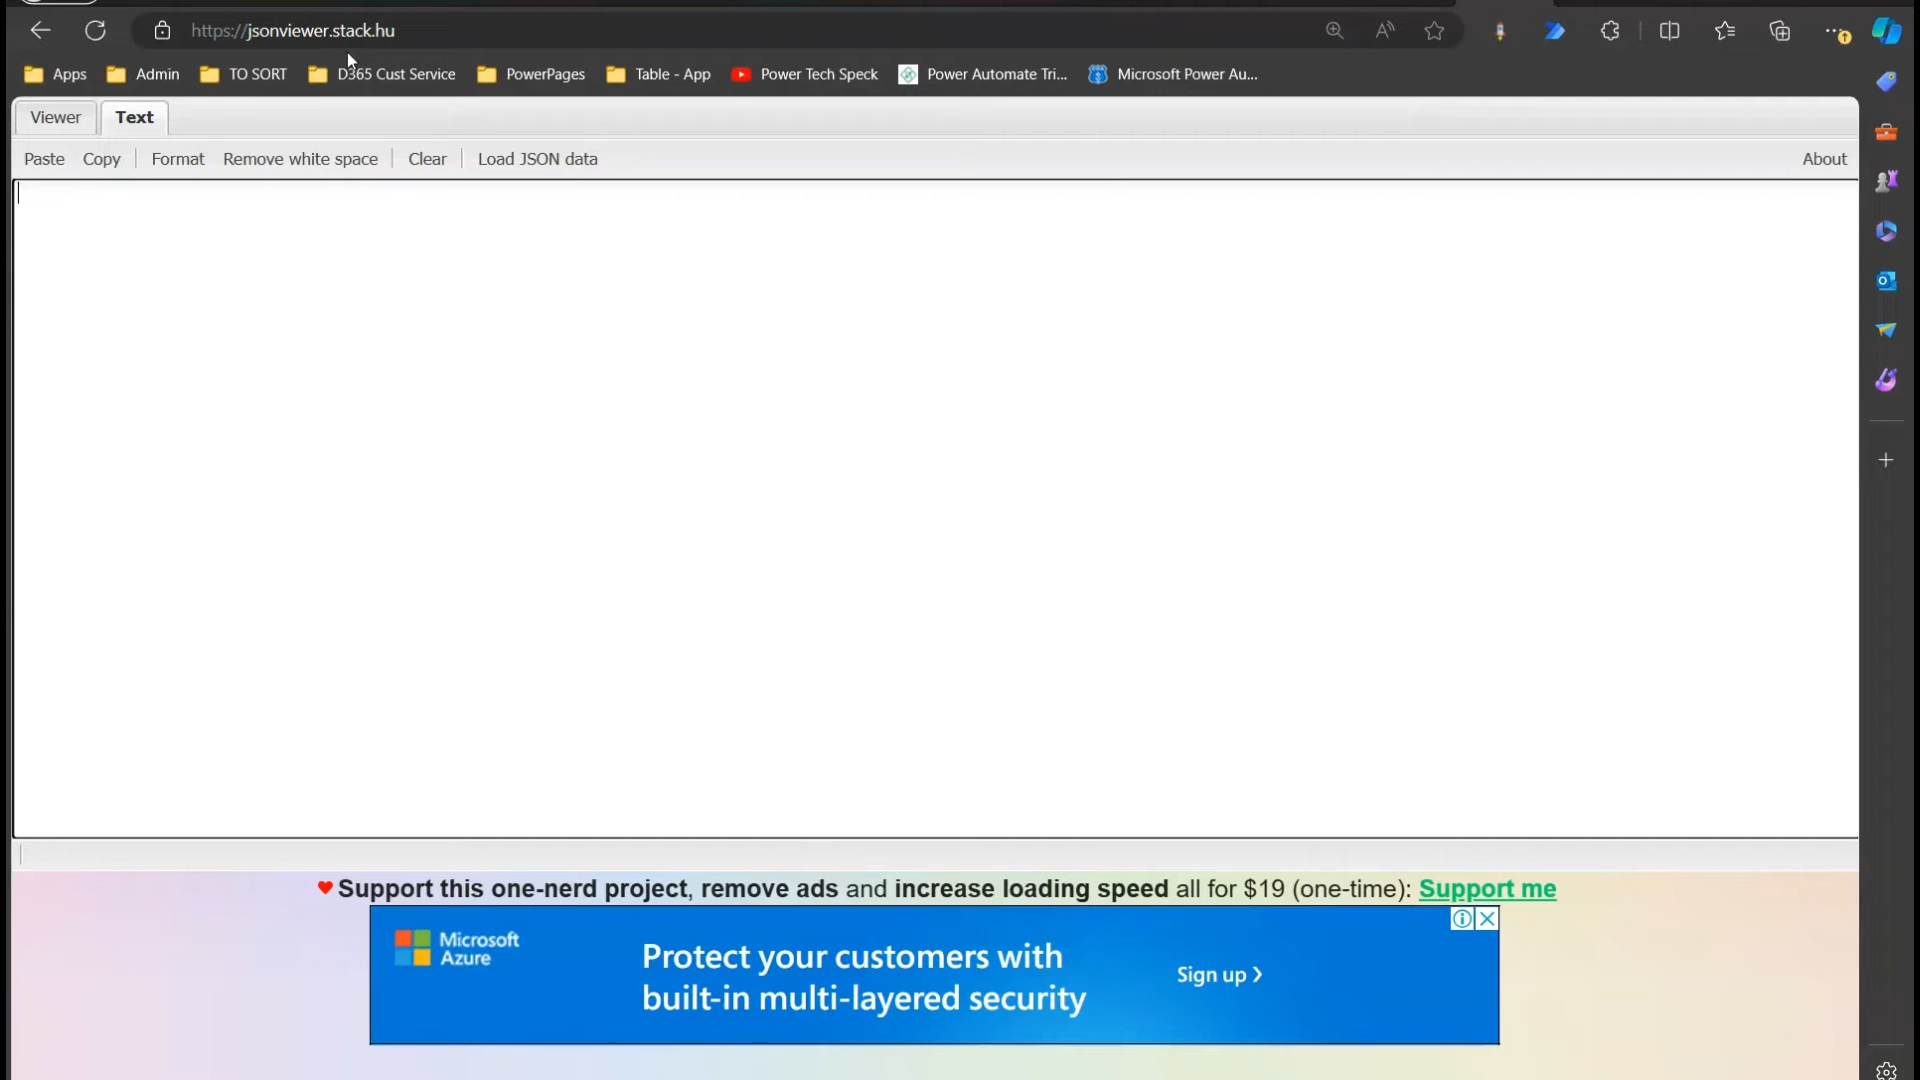 https://jsonviewer.stack.hu
Apps Admin TO SORT D365 Cust Service PowerPages Table - App Power Tech Speck Power Automate Tri... Microsoft Power Au...
Viewer Text
Paste Copy Format Remove white space Clear Load JSON data About
Support this one-nerd project, remove ads and increase loading speed all for $19 (one-time): Support me
Microsoft
Azure
Protect your customers with
built-in multi-layered security
Sign up